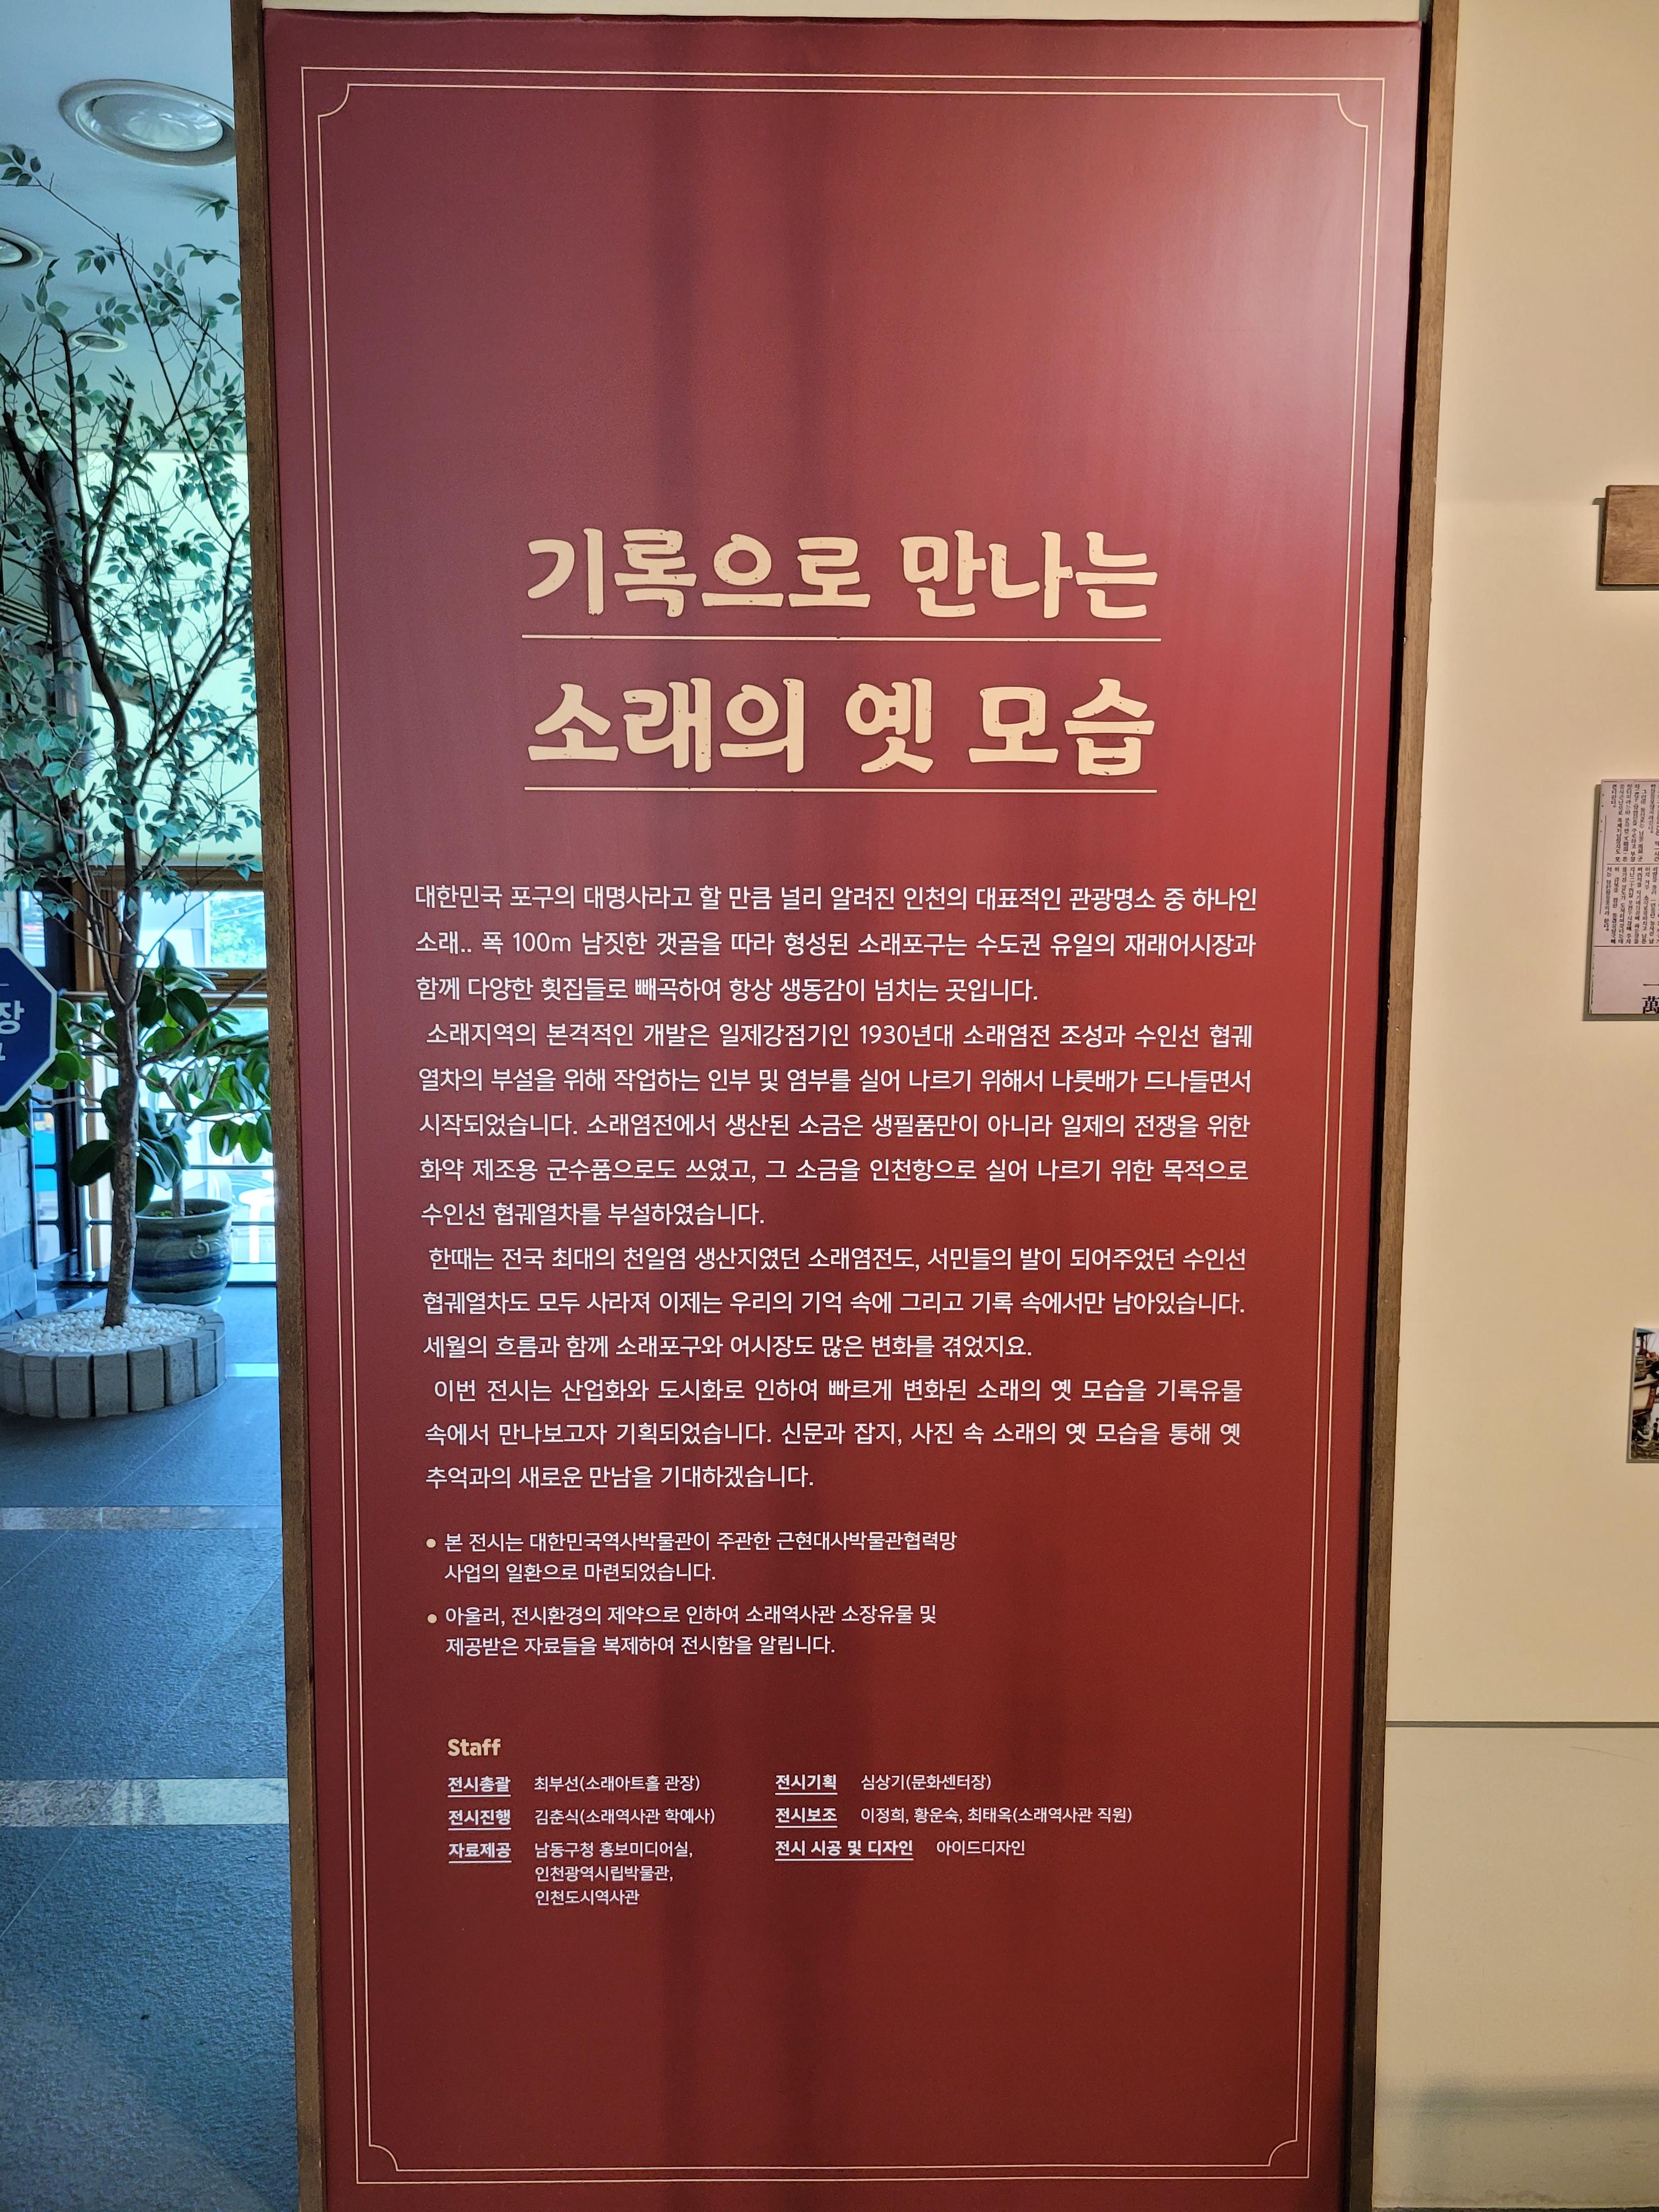 기록으로 만나는
소래의 옛 모습
대한민국 포구의 대명사라고 할 만큼 널리 알려진 인천의 대표적인 관광명소 중 하나인
소래.. 폭 100m 남짓한 갯골을 따라 형성된 소래포구는 수도권 유일의 재래어시장과
함께 다양한 횟집들로 빼곡하여 항상 생동감이 넘치는 곳입니다.
소래지역의 본격적인 개발은 일제강점기인 1930년대 소래염전 조성과 수인선 협궤
열차의 부설을 위해 작업하는 인부 및 염부를 실어 나르기 위해서 나룻배가 드나들면서
시작되었습니다. 소래염전에서 생산된 소금은 생필품만이 아니라 일제의 전쟁을 위한
화약 제조용 군수품으로도 쓰였고, 그 소금을 인천항으로 실어 나르기 위한 목적으로
수인선 협궤열차를 부설하였습니다.
한때는 전국 최대의 천일염 생산지였던 소래염전도, 서민들의 발이 되어주었던 수인선
협궤열차도 모두 사라져 이제는 우리의 기억 속에 그리고 기록 속에서만 남아있습니다.
세월의 흐름과 함께 소래포구와 어시장도 많은 변화를 겪었지요.
이번 전시는 산업화와 도시화로 인하여 빠르게 변화된 소래의 옛 모습을 기록유물
속에서 만나보고자 기획되었습니다. 신문과 잡지, 사진 속 소래의 옛 모습을 통해 옛
추억과의 새로운 만남을 기대하겠습니다.
● 본 전시는 대한민국역사박물관이 주관한 근현대사박물관협력망
사업의 일환으로 마련되었습니다.
● 아울러, 전시환경의 제약으로 인하여 소래역사관 소장유물 및
제공받은 자료들을 복제하여 전시함을 알립니다.
Staff
전시총괄 최부선(소래아트홀 관장) 전시기획 심상기(문화센터장)
전시진행 김춘식(소래역사관 학예사) 전시보조 이정희, 황운숙, 최태옥(소래역사관 직원)
자료제공 남동구청 홍보미디어실, 전시 시공 및 디자인 아이드디자인
인천광역시립박물관,
인천도시역사관
장